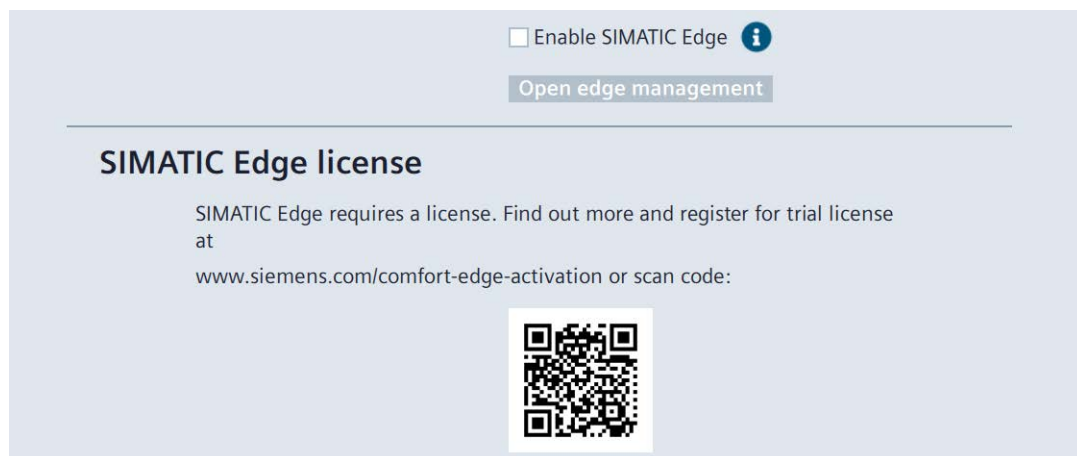 Enable SIMATIC Edge
Open edge management
SIMATIC Edge license
SIMATIC Edge requires a license. Find out more and register for trial license
at
www.siemens.com/comfort-edge-activation or scan code: